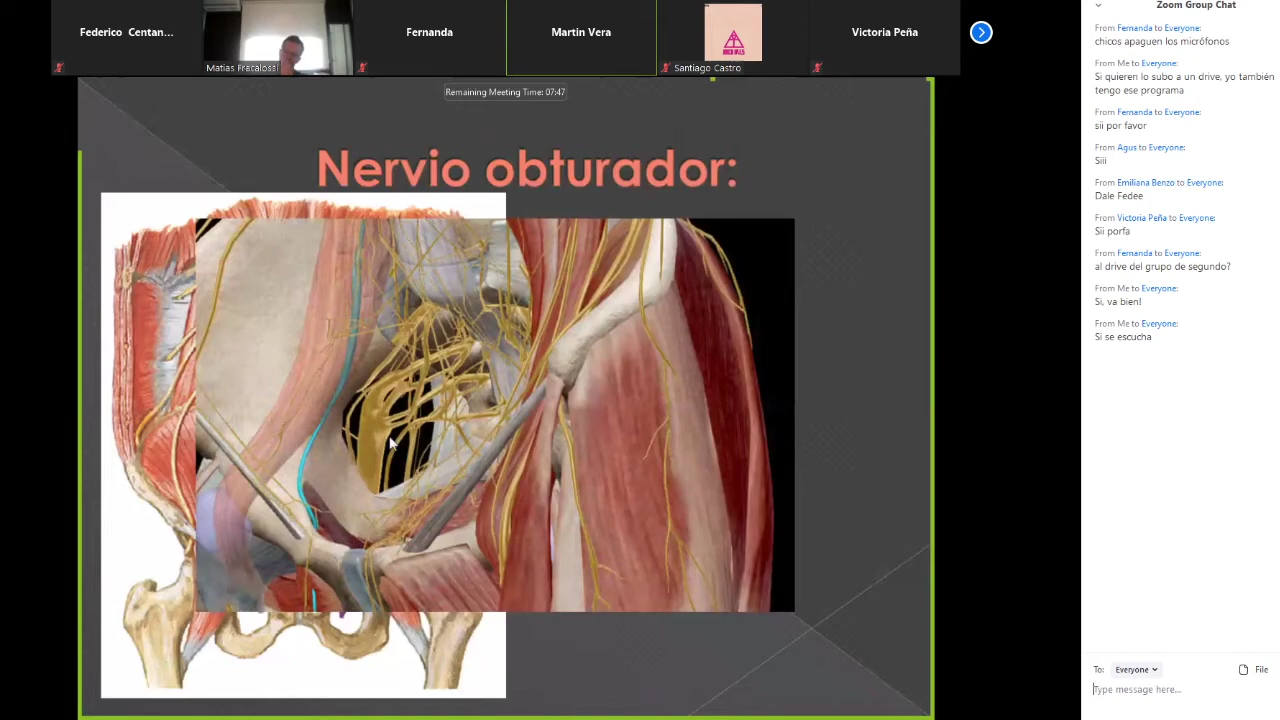 Federico Centan...
Matias Fracalossi
Fernanda
Martin Vera
Santiago Castro
Victoria Peña
Remaining Meeting Time: 07:47
Nervio obturador:
Zoom Group Chat
From Fernanda to Everyone:
chicos apaguen los micrófonos
From Me to Everyone:
Si quieren lo subo a un drive, yo también
tengo ese programa
From Fernanda to Everyone:
sii por favor
From Agus to Everyone:
Siii
From Emiliana Benzo to Everyone:
Dale Fedee
From Victoria Peña to Everyone:
Sii porfa
From Fernanda to Everyone:
al drive del grupo de segundo?
From Me to Everyone:
Si, va bien!
From Me to Everyone:
Si se escucha
To: Everyone
File
Type message here...